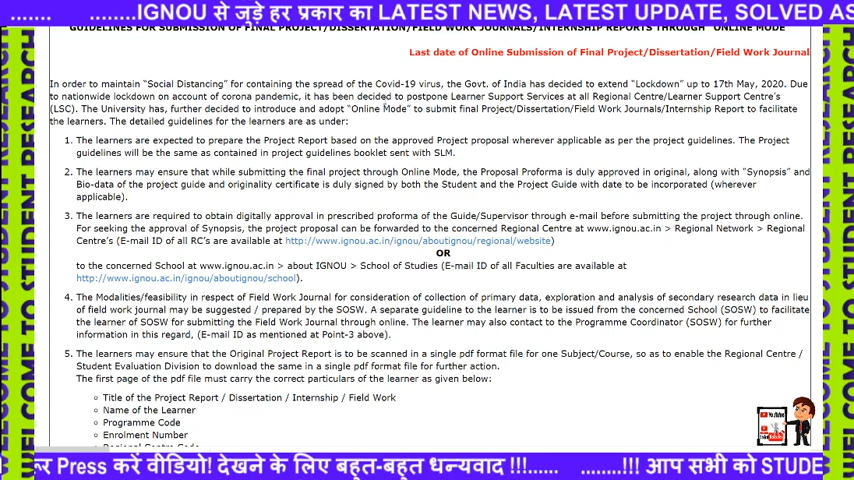 ....... ........IGNOU से जुड़े हर प्रकार का LATEST NEWS, LATEST UPDATE, SOLVED AS
GUIDELINES FOR SUBMISSION OF FINAL PROJECT/DISSERTATION/FIELD WORK JOURNALS/INTERNSHIP REPORTS THROUGH "ONLINE MODE"
Last date of Online Submission of Final Project/Dissertation/Field Work Journal
In order to maintain "Social Distancing" for containing the spread of the Covid-19 virus, the Govt. of India has decided to extend "Lockdown" up to 17th May, 2020. Due
to nationwide lockdown on account of corona pandemic, it has been decided to postpone Learner Support Services at all Regional Centre/Learner Support Centre's
(LSC). The University has, further decided to introduce and adopt "Online Mode" to submit final Project/Dissertation/Field Work Journals/Internship Report to facilitate
the learners. The detailed guidelines for the learners are as under:
1. The learners are expected to prepare the Project Report based on the approved Project proposal wherever applicable as per the project guidelines. The Project
guidelines will be the same as contained in project guidelines booklet sent with SLM.
2. The learners may ensure that while submitting the final project through Online Mode, the Proposal Proforma is duly approved in original, along with "Synopsis" and
Bio-data of the project guide and originality certificate is duly signed by both the Student and the Project Guide with date to be incorporated (wherever
applicable).
3. The learners are required to obtain digitally approval in prescribed proforma of the Guide/Supervisor through e-mail before submitting the project through online.
For seeking the approval of Synopsis, the project proposal can be forwarded to the concerned Regional Centre at www.ignou.ac.in > Regional Network > Regional
Centre's (E-mail ID of all RC's are available at http://www.ignou.ac.in/ignou/aboutignou/regional/website)
OR
to the concerned School at www.ignou.ac.in > about IGNOU > School of Studies (E-mail ID of all Faculties are available at
http://www.ignou.ac.in/ignou/aboutignou/school).
4. The Modalities/feasibility in respect of Field Work Journal for consideration of collection of primary data, exploration and analysis of secondary research data in lieu
of field work journal may be suggested / prepared by the SOSW. A separate guideline to the learner is to be issued from the concerned School (SOSW) to facilitate
the learner of SOSW for submitting the Field Work Journal through online. The learner may also contact to the Programme Coordinator (SOSW) for further
information in this regard, (E-mail ID as mentioned at Point-3 above).
5. The learners may ensure that the Original Project Report is to be scanned in a single pdf format file for one Subject/Course, so as to enable the Regional Centre /
Student Evaluation Division to download the same in a single pdf format file for further action.
The first page of the pdf file must carry the correct particulars of the learner as given below:
Title of the Project Report / Dissertation / Internship / Field Work
Name of the Learner
Programme Code
Enrolment Number
Regional Centre Code
Press करें वीडियो! देखने के लिए बहुत-बहुत धन्यवाद !!!...... ........!!! आप सभी को STUDE